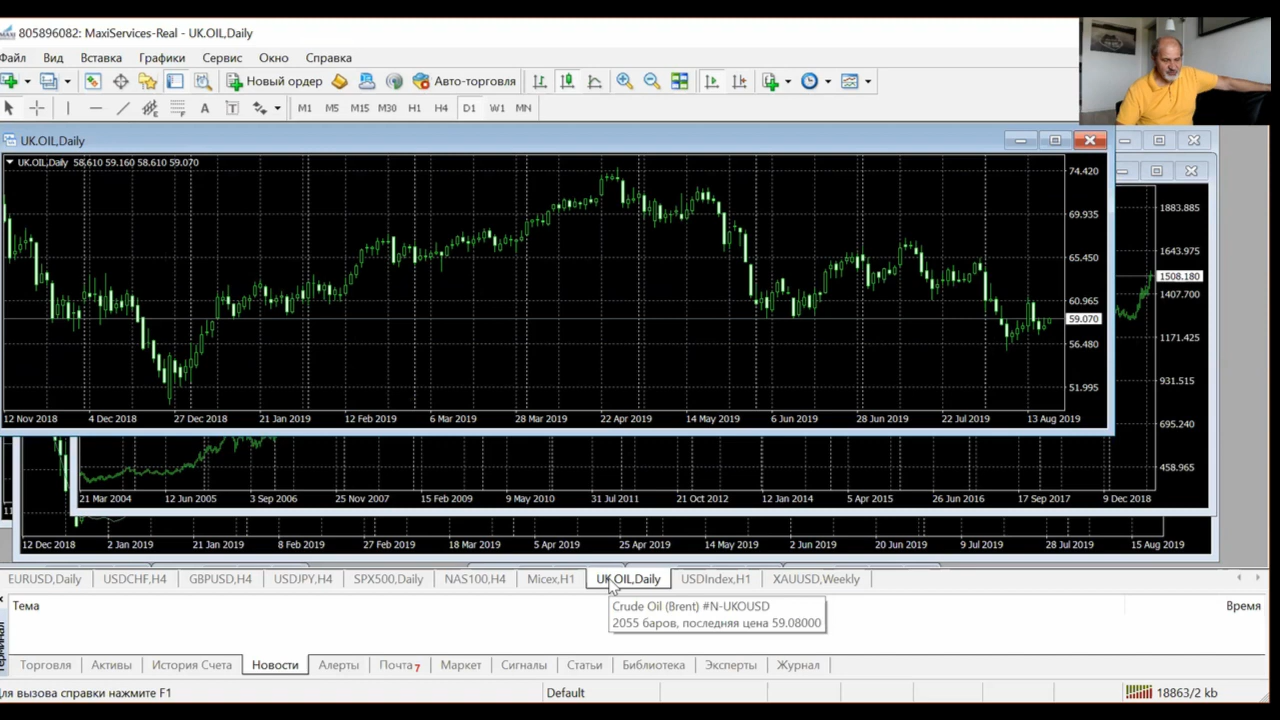 805896082: MaxiServices-Real - UK.OIL,Daily
Файл Вид Вставка Графики Сервис Окно Справка
Новый ордер Авто-торговля
A T M1 M5 M15 M30 H1 H4 D1 W1 MN
UK.OIL,Daily
UK.OIL,Daily 58.610 59.160 58.610 59.070
74.420
69.935
65.450
60.965
59.070
56.480
51.995
12 Nov 2018 4 Dec 2018 27 Dec 2018 21 Jan 2019 12 Feb 2019 6 Mar 2019 28 Mar 2019 22 Apr 2019 14 May 2019 6 Jun 2019 28 Jun 2019 22 Jul 2019 13 Aug 2019
1883.885
1643.975
1508.180
1407.700
1171.425
931.515
695.240
458.965
21 Mar 2004 12 Jun 2005 3 Sep 2006 25 Nov 2007 15 Feb 2009 9 May 2010 31 Jul 2011 21 Oct 2012 12 Jan 2014 5 Apr 2015 26 Jun 2016 17 Sep 2017 9 Dec 2018
12 Dec 2018 2 Jan 2019 21 Jan 2019 8 Feb 2019 27 Feb 2019 18 Mar 2019 5 Apr 2019 25 Apr 2019 14 May 2019 2 Jun 2019 20 Jun 2019 9 Jul 2019 28 Jul 2019 15 Aug 2019
EURUSD,Daily USDCHF,H4 GBPUSD,H4 USDJPY,H4 SPX500,Daily NAS100,H4 Micex,H1 UK.OIL,Daily USDIndex,H1 XAUUSD,Weekly
Тема Время
Crude Oil (Brent) #N-UKOUSD
2055 баров, последняя цена 59.08000
Терминал
Торговля Активы История Счета Новости Алерты Почта 7 Маркет Сигналы Статьи Библиотека Эксперты Журнал
Для вызова справки нажмите F1 Default 18863/2 kb